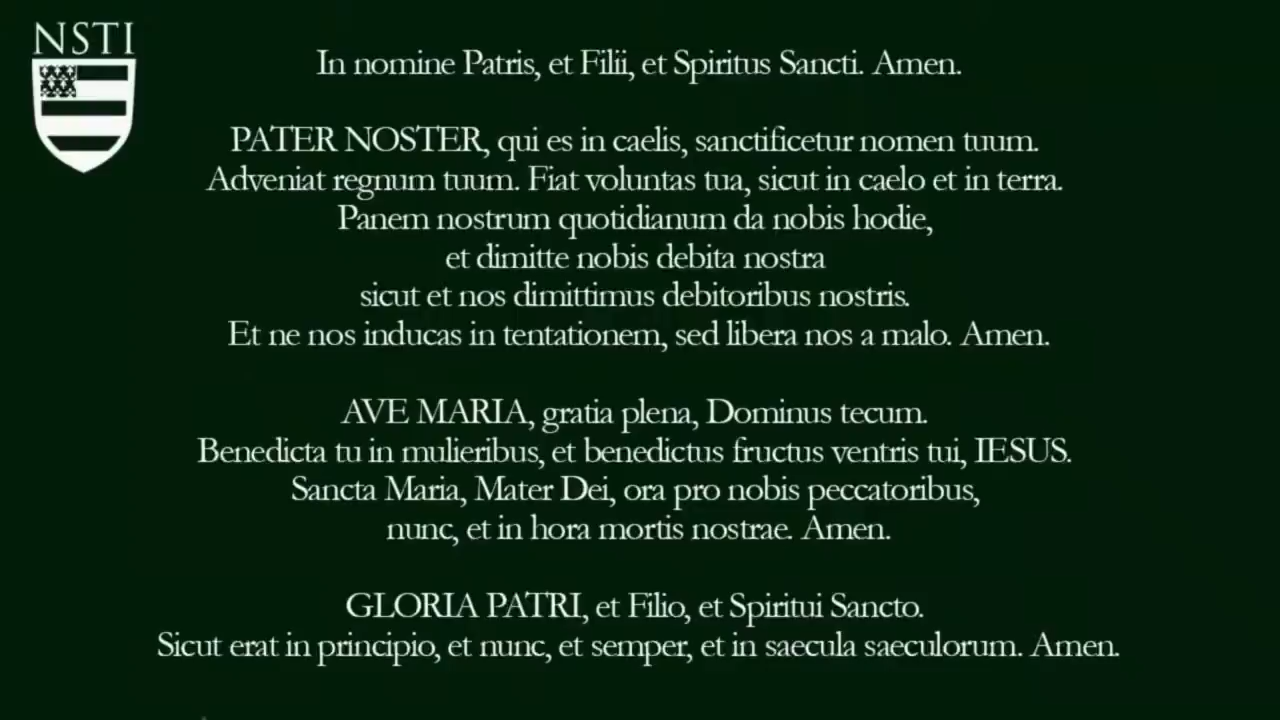 NSTI
In nomine Patris, et Filii, et Spiritus Sancti. Amen.
PATER NOSTER, qui es in caelis, sanctificetur nomen tuum.
Adveniat regnum tuum. Fiat voluntas tua, sicut in caelo et in terra.
Panem nostrum quotidianum da nobis hodie,
et dimitte nobis debita nostra
sicut et nos dimittimus debitoribus nostris.
Et ne nos inducas in tentationem, sed libera nos a malo. Amen.
AVE MARIA, gratia plena, Dominus tecum.
Benedicta tu in mulieribus, et benedictus fructus ventris tui, IESUS.
Sancta Maria, Mater Dei, ora pro nobis peccatoribus,
nunc, et in hora mortis nostrae. Amen.
GLORIA PATRI, et Filio, et Spiritui Sancto.
Sicut erat in principio, et nunc, et semper, et in saecula saeculorum. Amen.